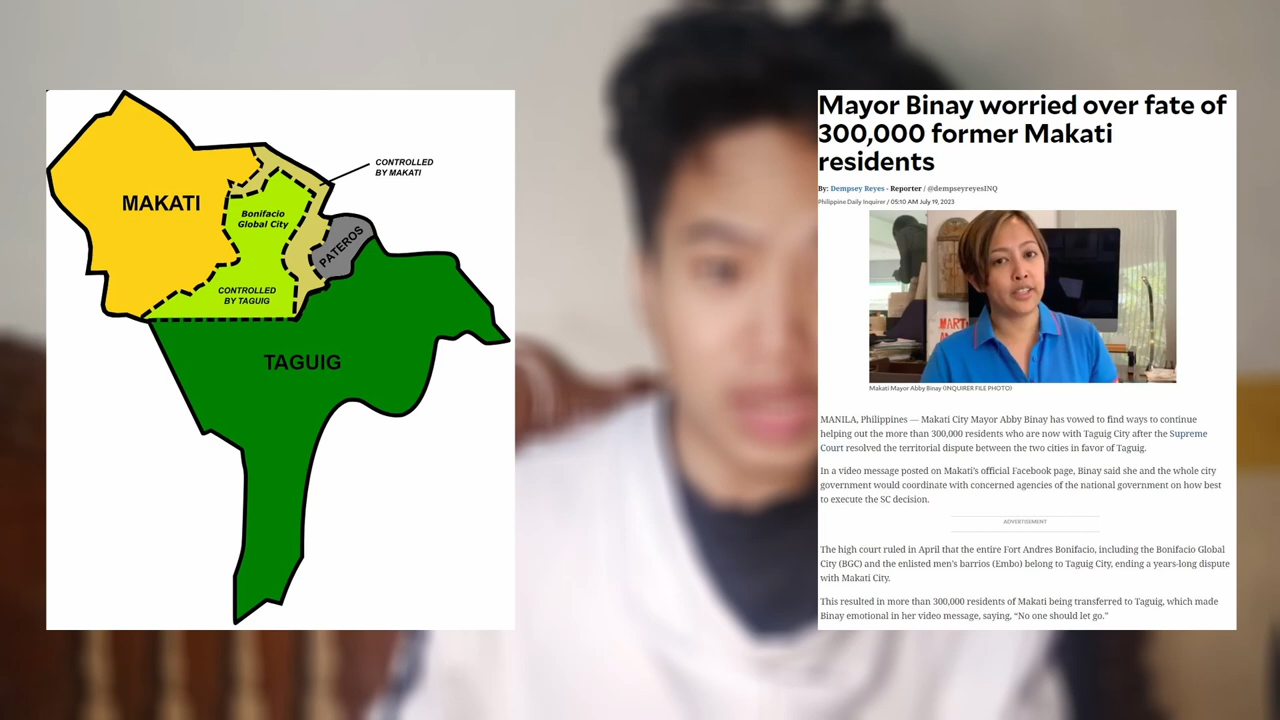 MAKATI
Bonifacio
Global City
CONTROLLED
BY MAKATI
PATEROS
CONTROLLED
BY TAGUIG
TAGUIG
Mayor Binay worried over fate of
300,000 former Makati
residents
By: Dempsey Reyes - Reporter / @dempseyreyesINQ
Philippine Daily Inquirer / 05:10 AM July 19, 2023
MART
Makati Mayor Abby Binay (INQUIRER FILE PHOTO)
MANILA, Philippines — Makati City Mayor Abby Binay has vowed to find ways to continue
helping out the more than 300,000 residents who are now with Taguig City after the Supreme
Court resolved the territorial dispute between the two cities in favor of Taguig.
In a video message posted on Makati’s official Facebook page, Binay said she and the whole city
government would coordinate with concerned agencies of the national government on how best
to execute the SC decision.
ADVERTISEMENT
The high court ruled in April that the entire Fort Andres Bonifacio, including the Bonifacio Global
City (BGC) and the enlisted men’s barrios (Embo) belong to Taguig City, ending a years-long dispute
with Makati City.
This resulted in more than 300,000 residents of Makati being transferred to Taguig, which made
Binay emotional in her video message, saying, “No one should let go.”